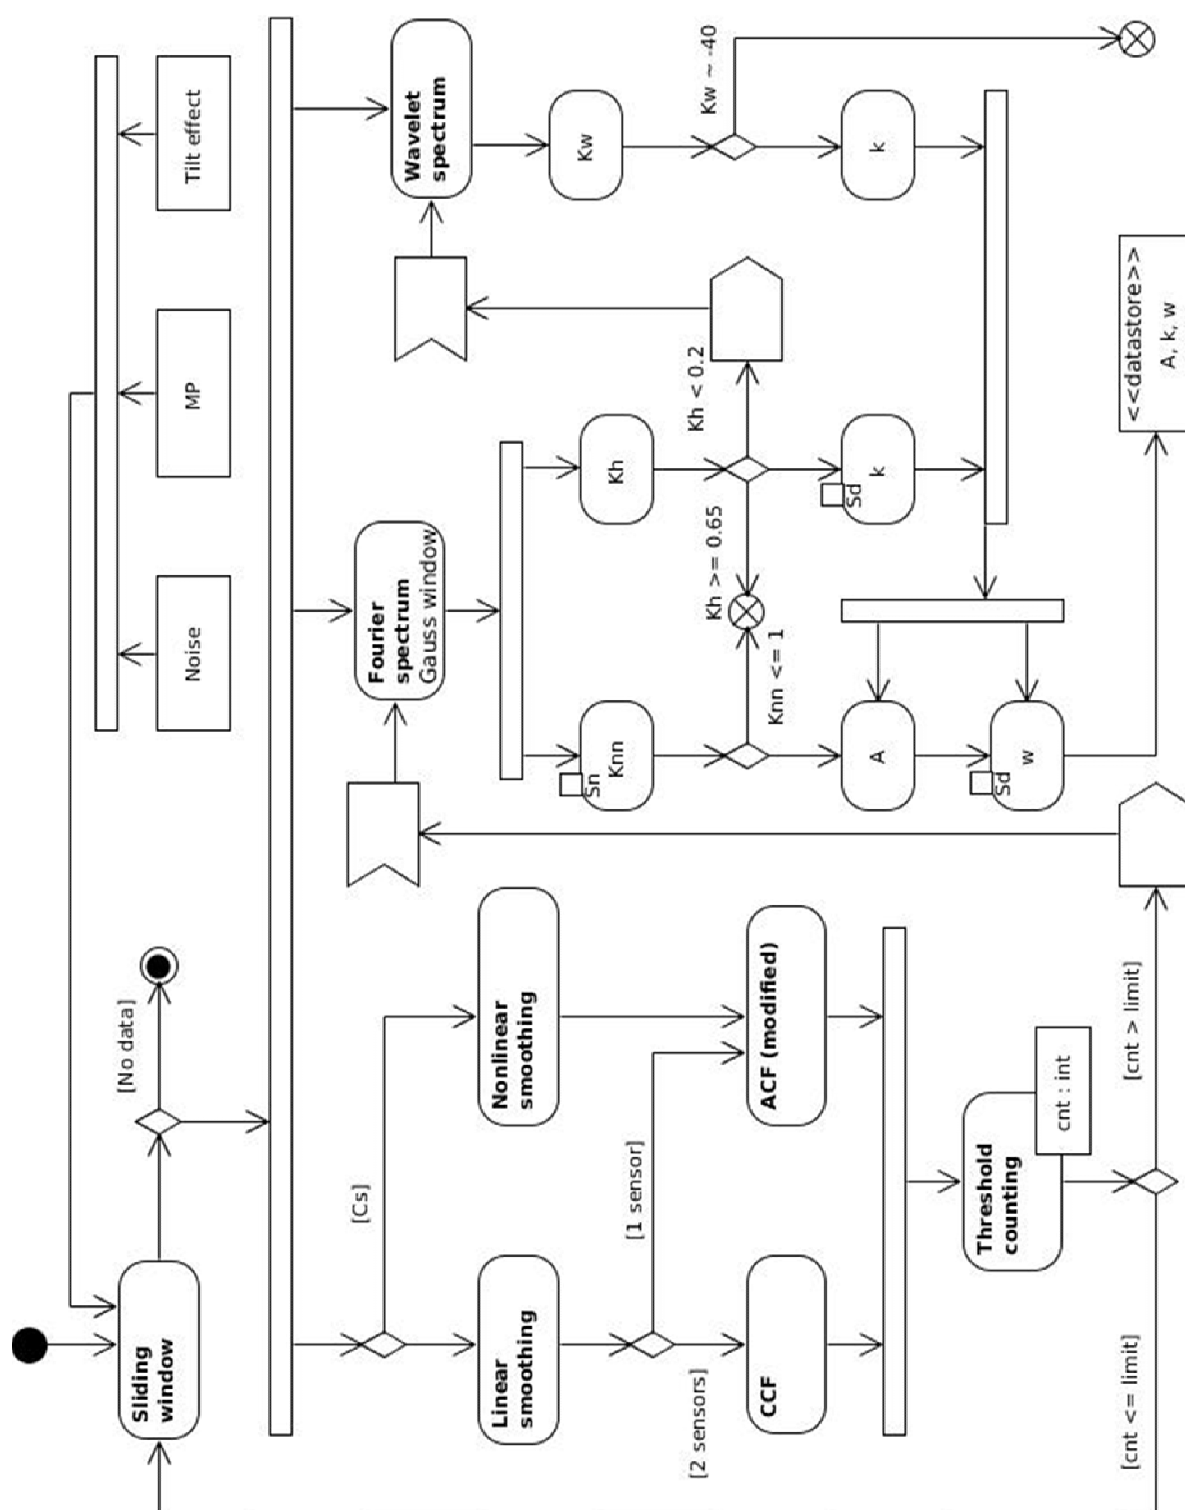 Tilt effect
MP
Noise
[No data]
Sliding
window
Wavelet
spectrum
Fourier
spectrum
Gauss window
[Cs]
Kw
Kw ~ -40
k
Kh
Kh < 0.2
Kh >= 0.65
k
Sd
Sn
Knn
Knn <= 1
A
w
Sd
<<datastore>>
A, k, w
Nonlinear
smoothing
Linear
smoothing
[1 sensor]
[2 sensors]
ACF (modified)
CCF
Threshold
counting
cnt : int
[cnt > limit]
[cnt <= limit]